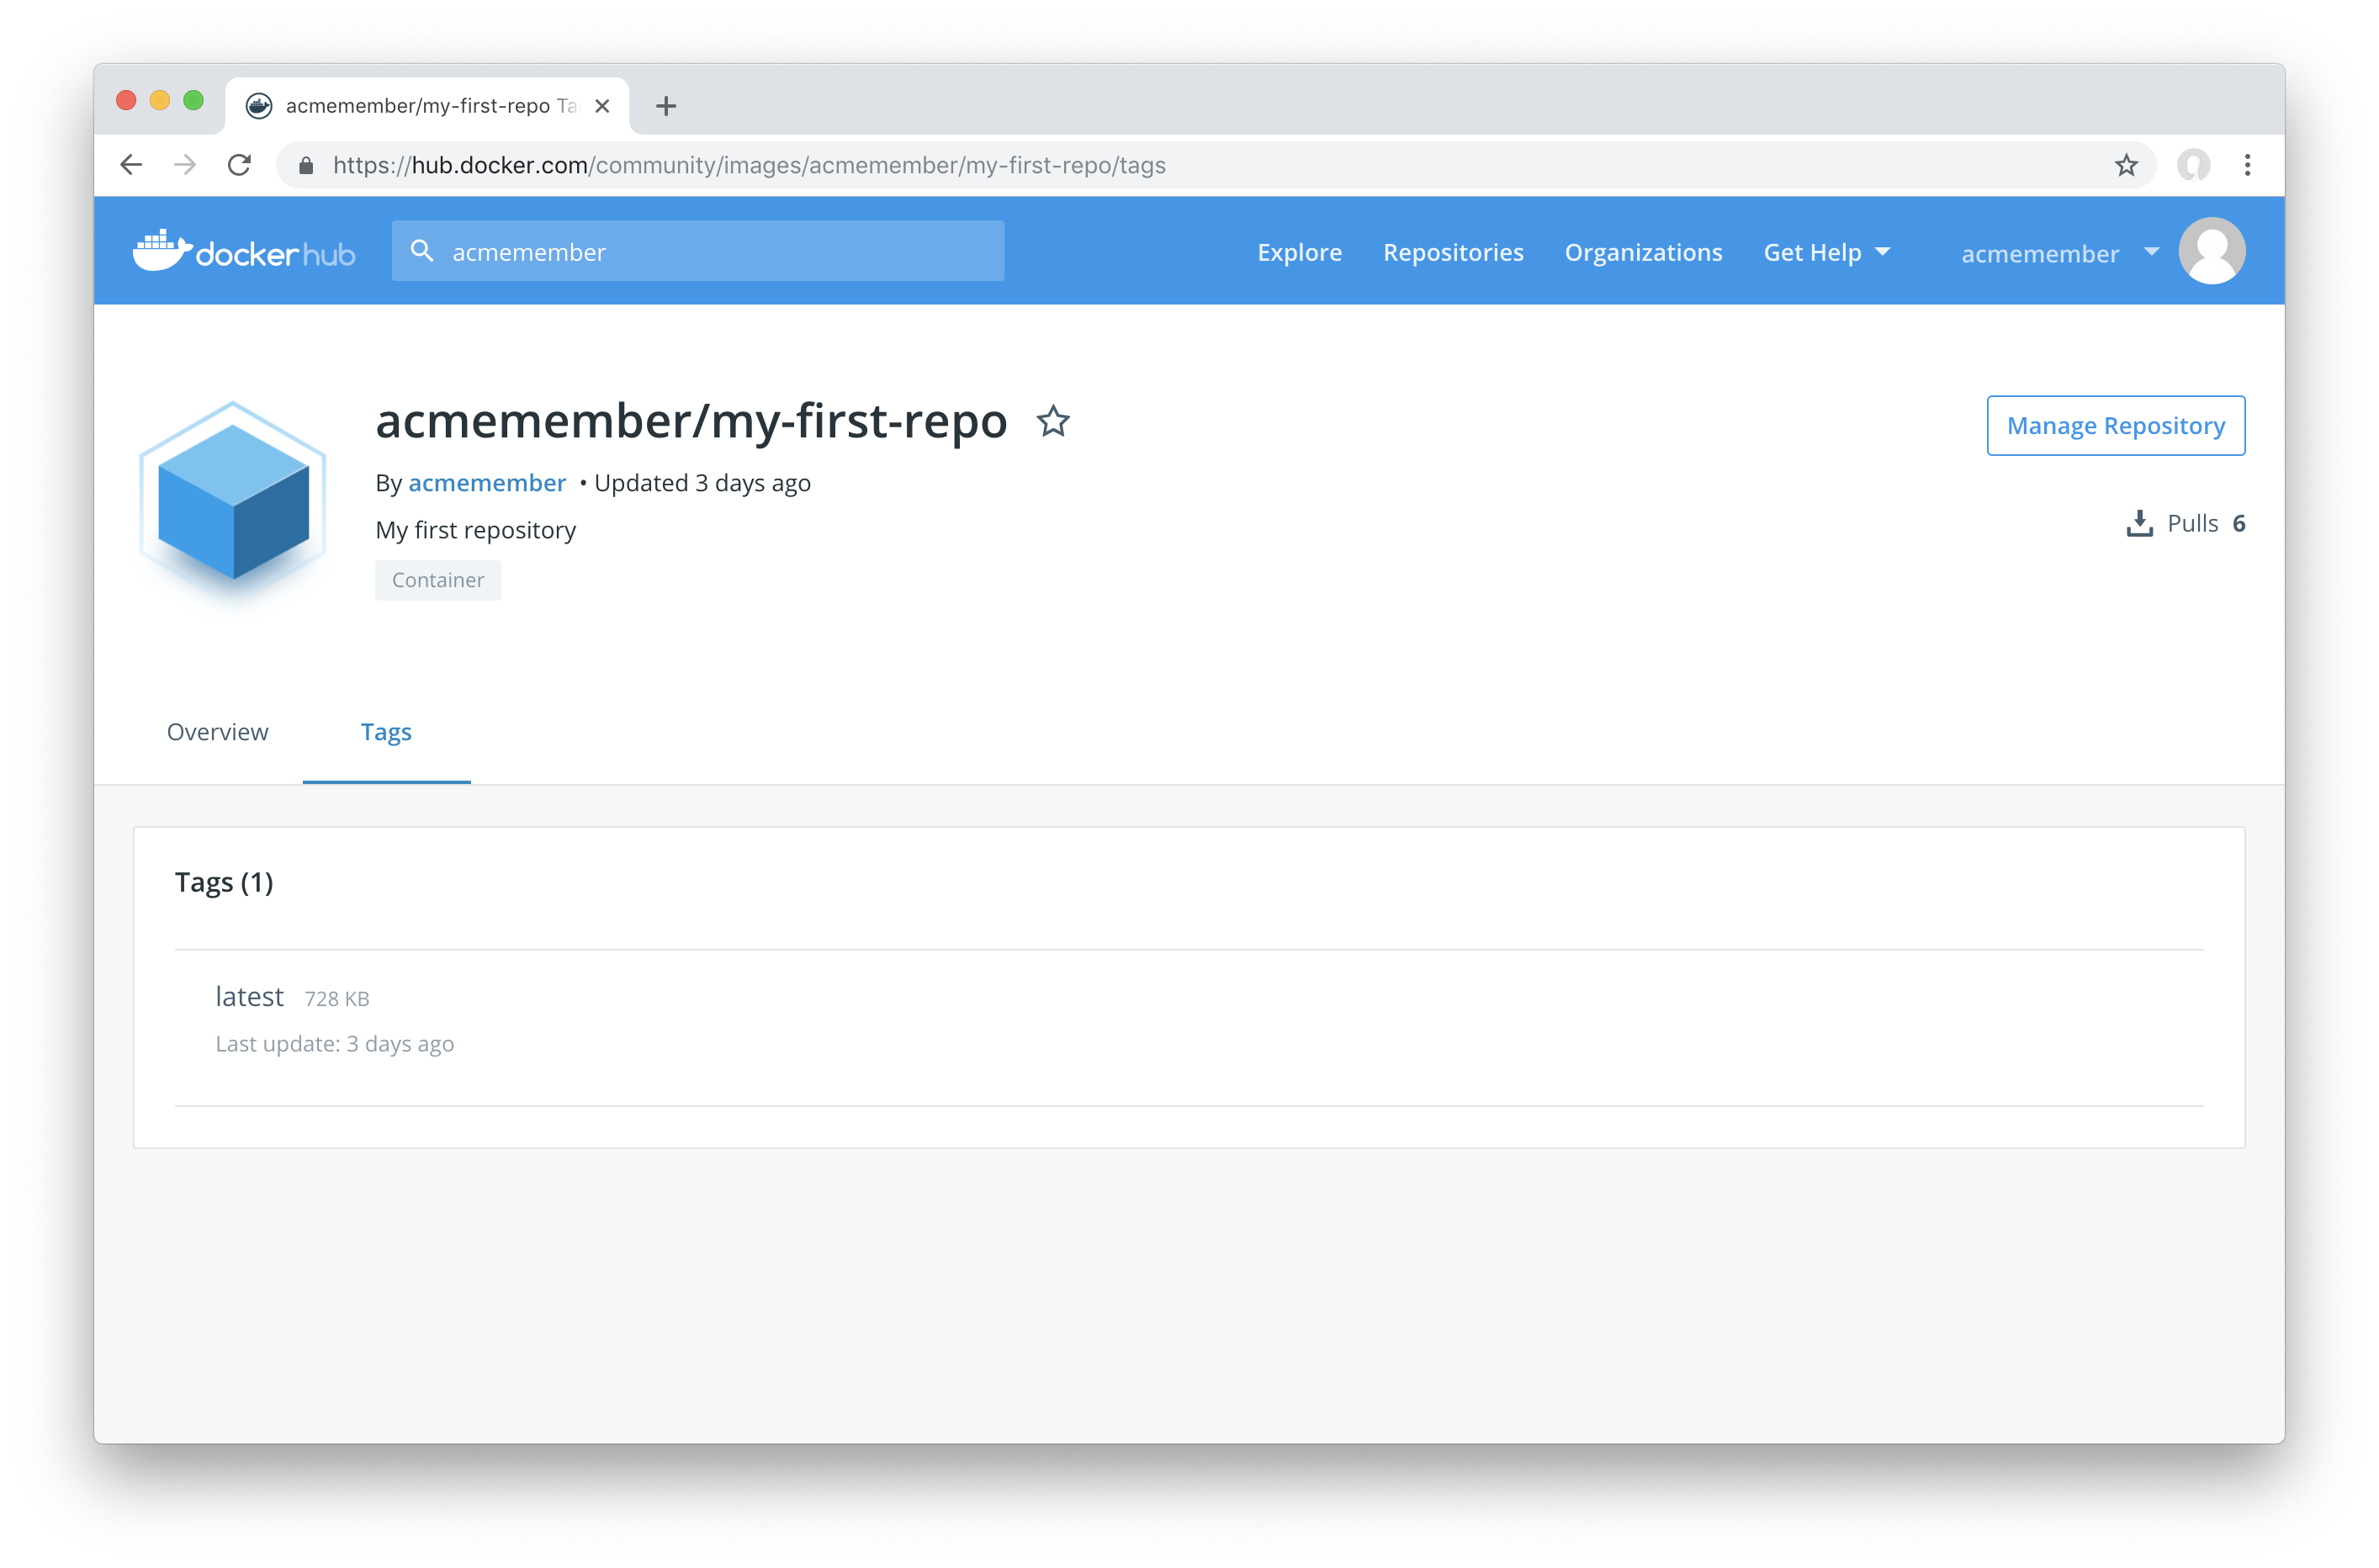 acmemember/my-first-repo Ta
https://hub.docker.com/community/images/acmemember/my-first-repo/tags
dockerhub
acmemember
Explore
Repositories
Organizations
Get Help
acmemember
acmemember/my-first-repo
Manage Repository
By acmemember • Updated 3 days ago
Pulls 6
My first repository
Container
Overview
Tags
Tags (1)
latest 728 KB
Last update: 3 days ago